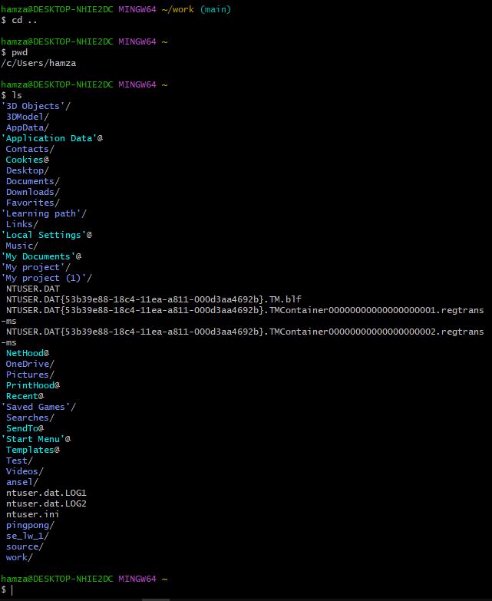 hamza@DESKTOP-NHIE2DC MINGW64 ~/work (main)
$ cd ..
hamza@DESKTOP-NHIE2DC MINGW64 ~
$ pwd
/c/Users/hamza
hamza@DESKTOP-NHIE2DC MINGW64 ~
$ ls
'3D Objects'/
3DModel/
AppData/
'Application Data'@
Contacts/
Cookies@
Desktop/
Documents/
Downloads/
Favorites/
'Learning path'/
Links/
'Local Settings'@
Music/
'My Documents'@
'My project'/
'My project (1)'/
NTUSER.DAT
NTUSER.DAT{53b39e88-18c4-11ea-a811-000d3aa4692b}.TM.blf
NTUSER.DAT{53b39e88-18c4-11ea-a811-000d3aa4692b}.TMContainer00000000000000000001.regtrans
-ms
NTUSER.DAT{53b39e88-18c4-11ea-a811-000d3aa4692b}.TMContainer00000000000000000002.regtrans
-ms
NetHood@
OneDrive/
Pictures/
PrintHood@
Recent@
'Saved Games'/
Searches/
SendTo@
'Start Menu'@
Templates@
Test/
Videos/
ansel/
ntuser.dat.LOG1
ntuser.dat.LOG2
ntuser.ini
pingpong/
se_lw_1/
source/
work/
hamza@DESKTOP-NHIE2DC MINGW64 ~
$